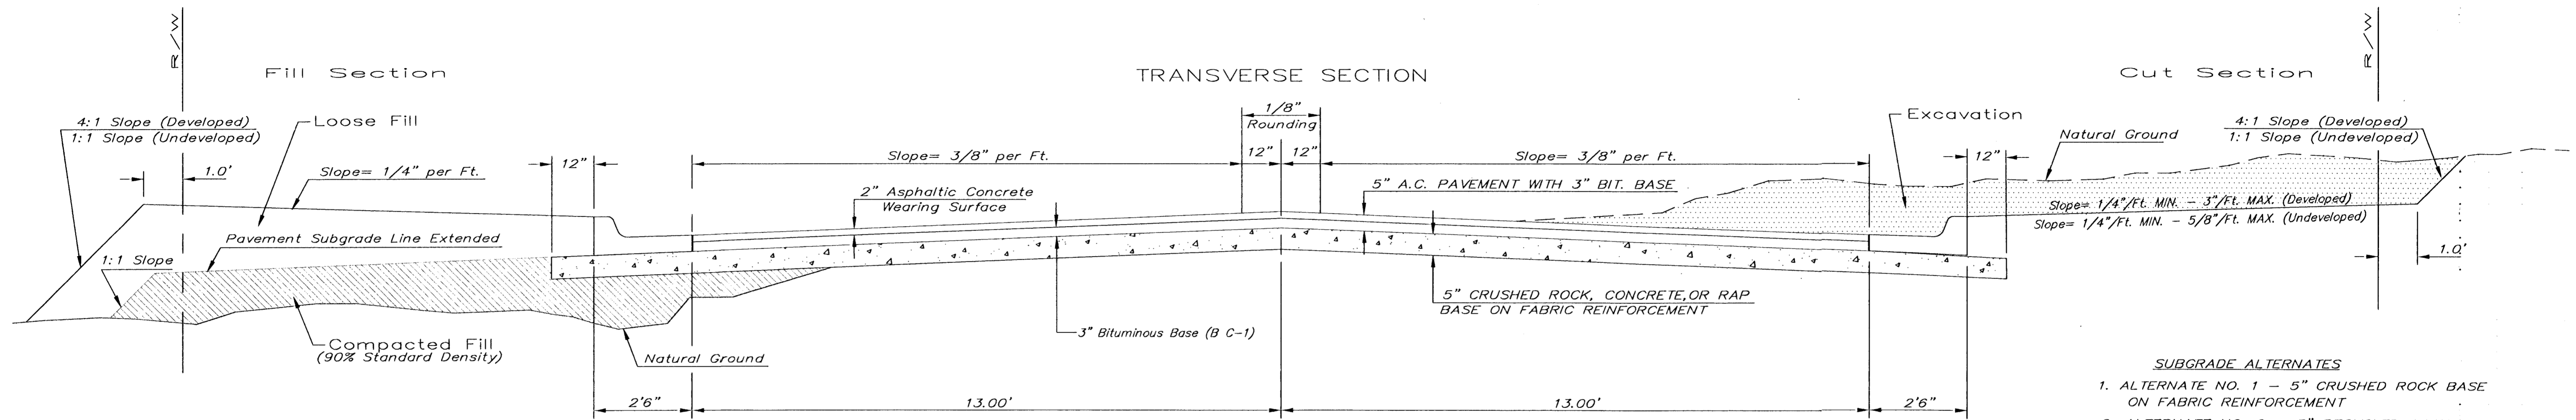 R/W
R/W
Fill Section
TRANSVERSE SECTION
Cut Section
4:1 Slope (Developed)
1:1 Slope (Undeveloped)
Loose Fill
1/8"
Rounding
Excavation
4:1 Slope (Developed)
1:1 Slope (Undeveloped)
Natural Ground
12"
Slope= 3/8" per Ft.
12"
12"
Slope= 3/8" per Ft.
12"
1.0'
Slope= 1/4" per Ft.
2" Asphaltic Concrete
Wearing Surface
5" A.C. PAVEMENT WITH 3" BIT. BASE
Slope= 1/4"/Ft. MIN. - 3"/Ft. MAX. (Developed)
Slope= 1/4"/Ft. MIN. - 5/8"/Ft. MAX. (Undeveloped)
Pavement Subgrade Line Extended
1:1 Slope
1.0'
5" CRUSHED ROCK, CONCRETE,OR RAP
BASE ON FABRIC REINFORCEMENT
3" Bituminous Base (B C-1)
Compacted Fill
(90% Standard Density)
Natural Ground
SUBGRADE ALTERNATES
1. ALTERNATE NO. 1 - 5" CRUSHED ROCK BASE
ON FABRIC REINFORCEMENT
2'6"
13.00'
13.00'
2'6"